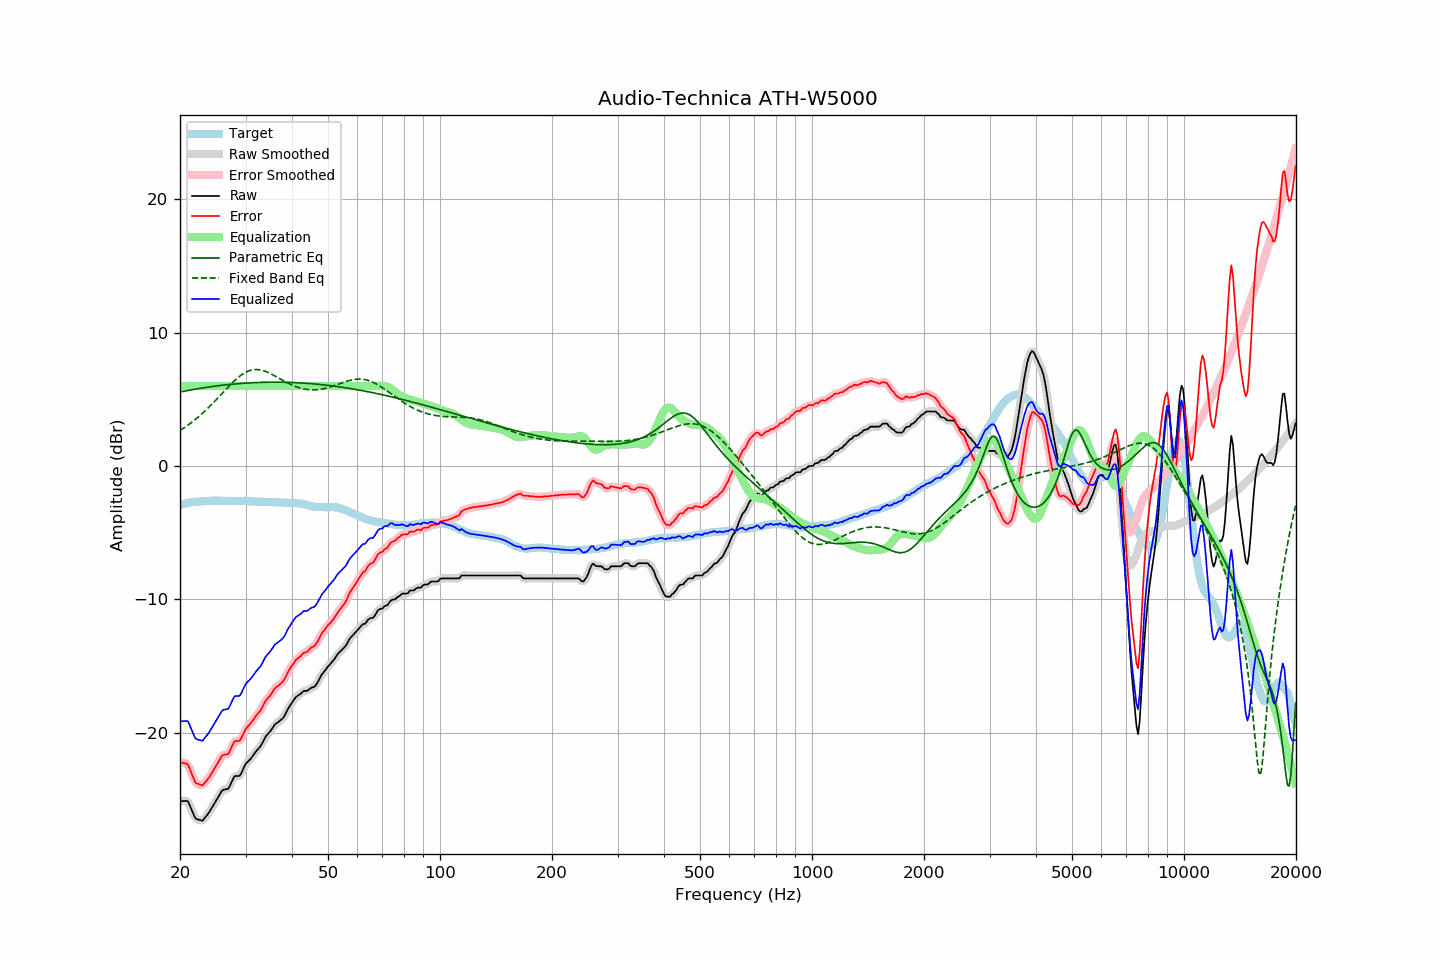 Audio-Technica ATH-W5000
Target
Raw Smoothed
Error Smoothed
Raw
Error
Equalization
Parametric Eq
Fixed Band Eq
Equalized
20
10
0
−10
−20
Amplitude (dBr)
20
50
100
200
500
1000
2000
5000
10000
20000
Frequency (Hz)